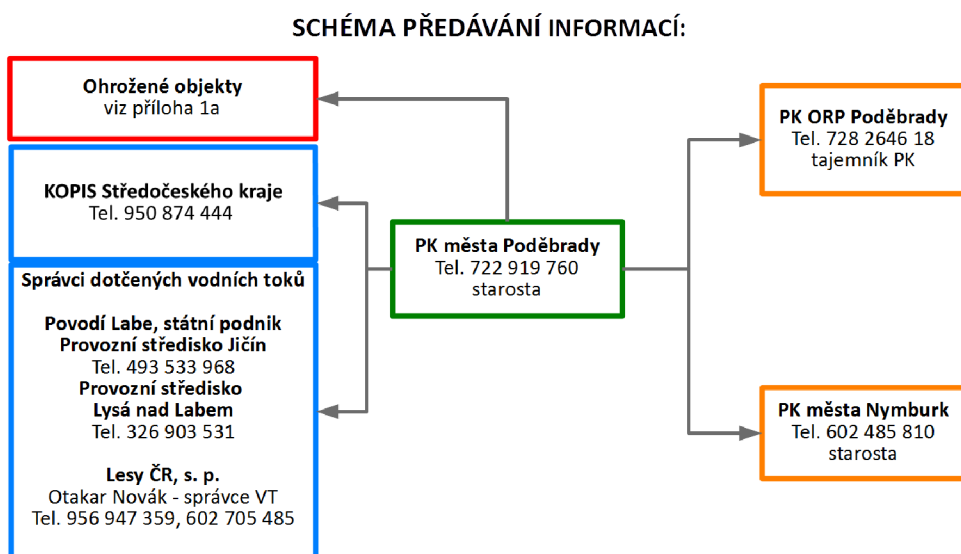 SCHÉMA PŘEDÁVÁNÍ INFORMACÍ:
Ohrožené objekty
viz příloha 1a
KOPIS Středočeského kraje
Tel. 950 874 444
Správci dotčených vodních toků
Povodí Labe, státní podnik
Provozní středisko Jičín
Tel. 493 533 968
Provozní středisko
Lysá nad Labem
Tel. 326 903 531
Lesy ČR, s. p.
Otakar Novák - správce VT
Tel. 956 947 359, 602 705 485
PK města Poděbrady
Tel. 722 919 760
starosta
PK ORP Poděbrady
Tel. 728 2646 18
tajemník PK
PK města Nymburk
Tel. 602 485 810
starosta